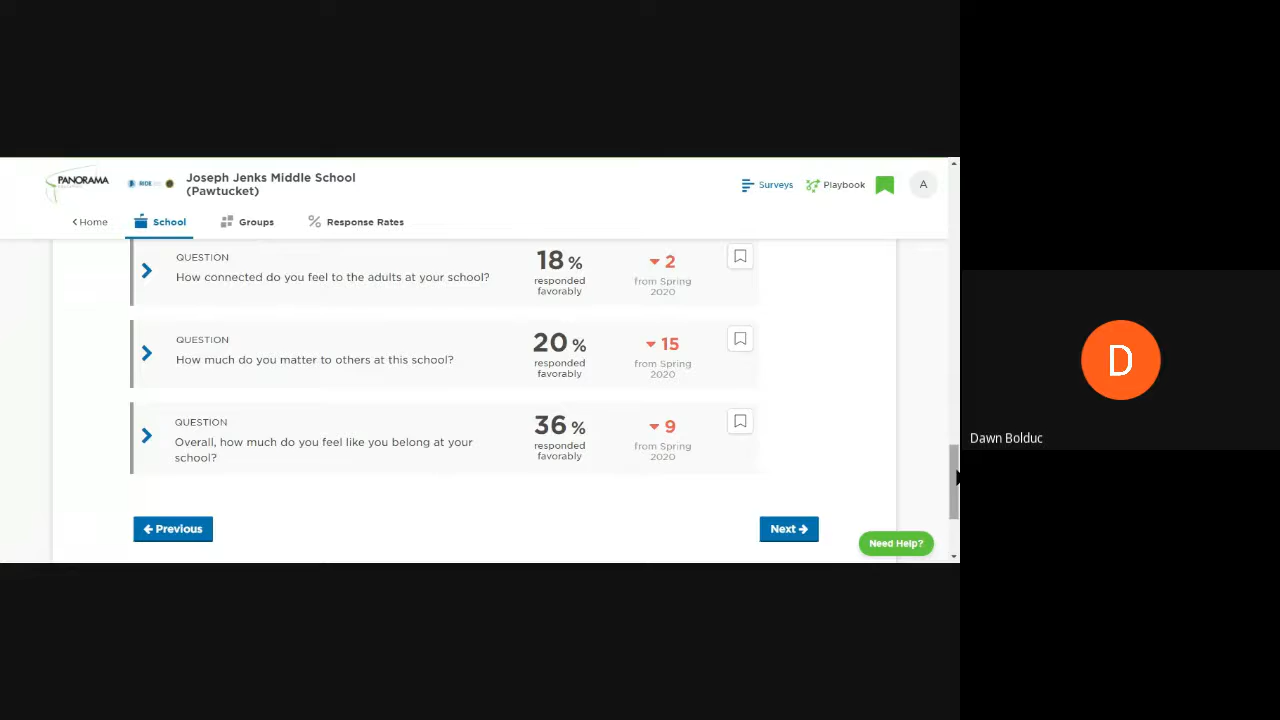 PANORAMA
RIDE
Joseph Jenks Middle School
(Pawtucket)
Surveys
Playbook
A
Home
School
Groups
Response Rates
QUESTION
How connected do you feel to the adults at your school?
18 %
responded
favorably
2
from Spring
2020
QUESTION
How much do you matter to others at this school?
20 %
responded
favorably
15
from Spring
2020
QUESTION
Overall, how much do you feel like you belong at your
school?
36 %
responded
favorably
9
from Spring
2020
Previous
Next
Need Help?
D
Dawn Bolduc